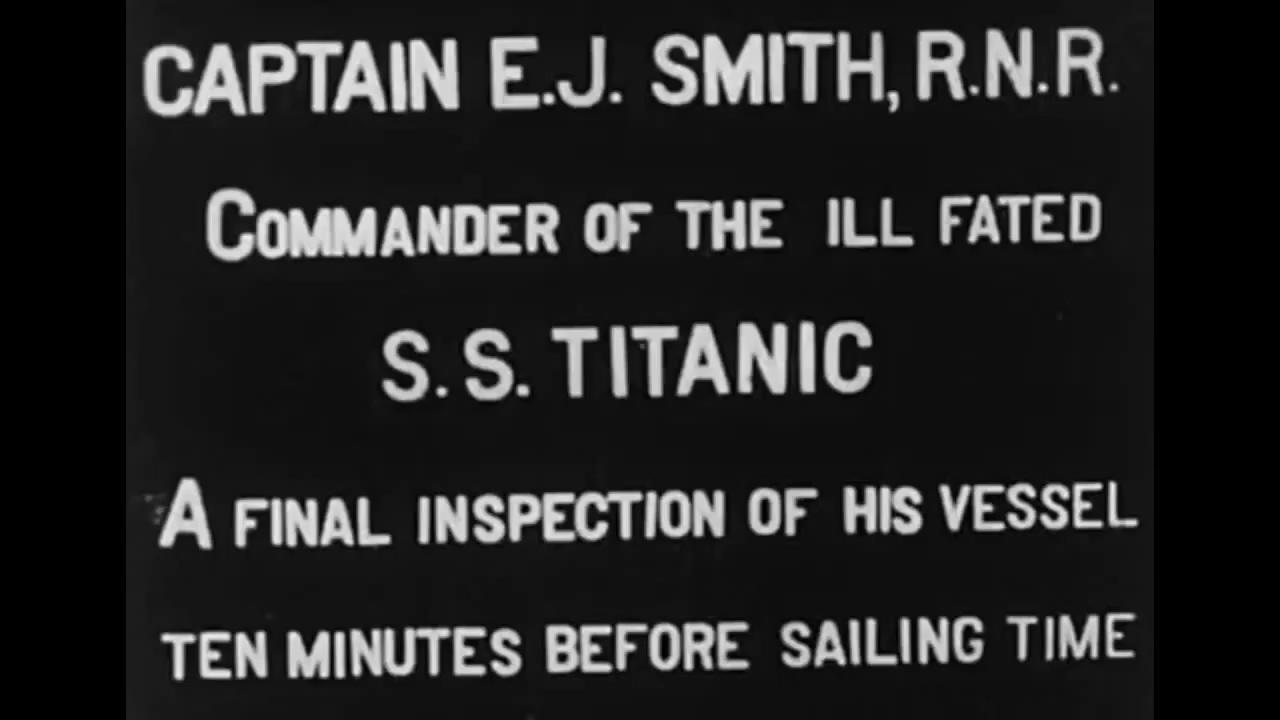 CAPTAIN E.J. SMITH, R.N.R.
COMMANDER OF THE ILL FATED
S.S. TITANIC
A FINAL INSPECTION OF HIS VESSEL
TEN MINUTES BEFORE SAILING TIME